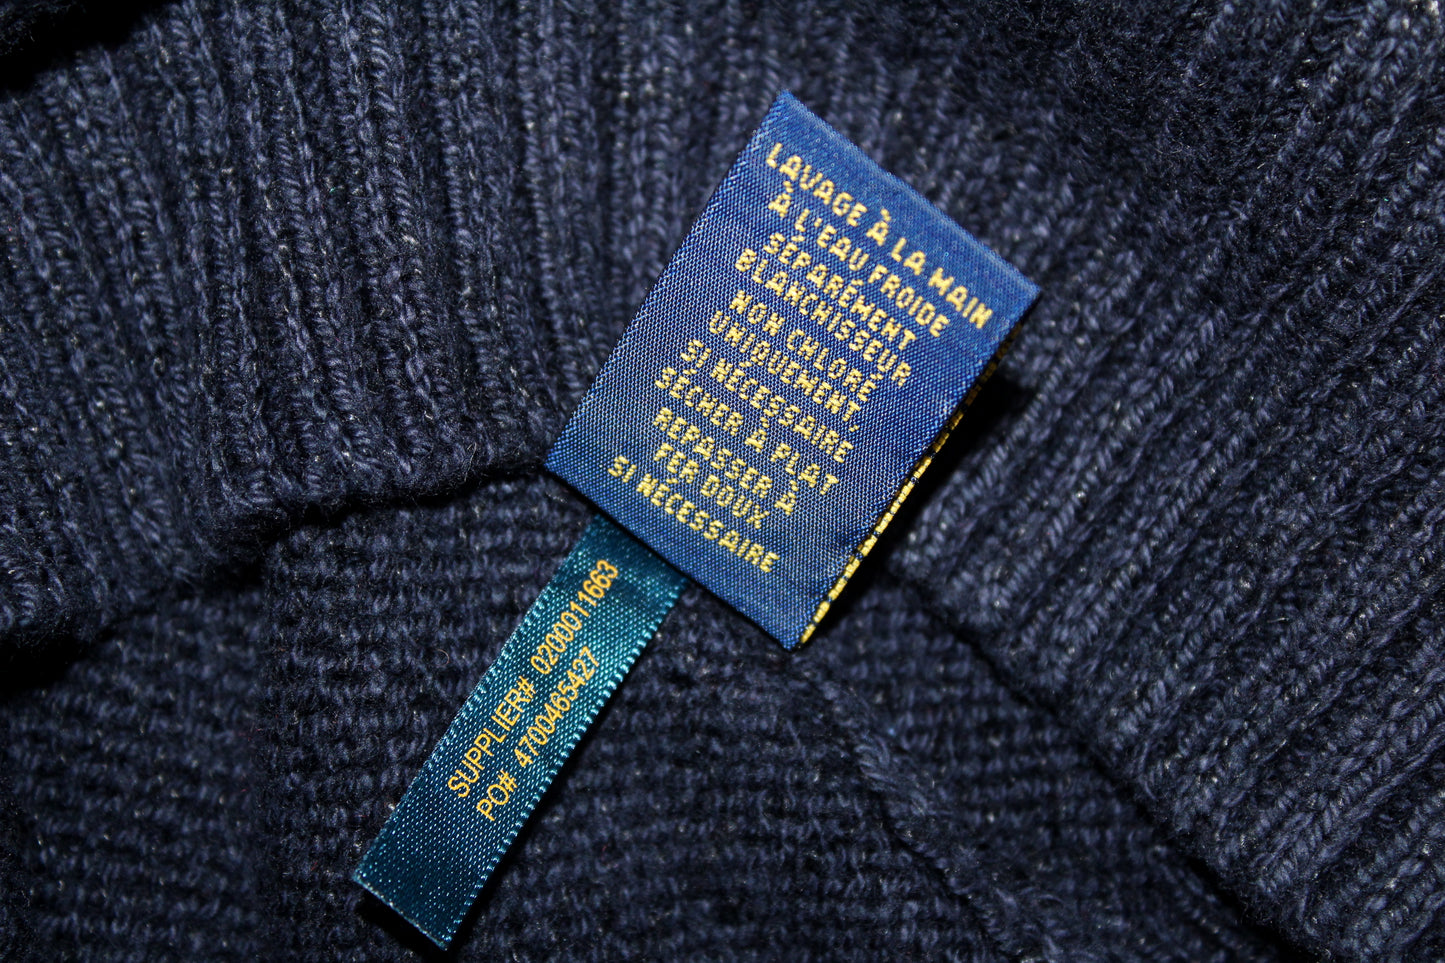 LAVAGE À LA MAIN
À L'EAU FROIDE
SÉPARÉMENT
BLANCHISSEUR
NON CHLORÉ
UNIQUEMENT,
SI NÉCESSAIRE
SÉCHER À PLAT
REPASSER À
FER DOUX
SI NÉCESSAIRE
SUPPLIER# 0200011663
PO# 4700465427